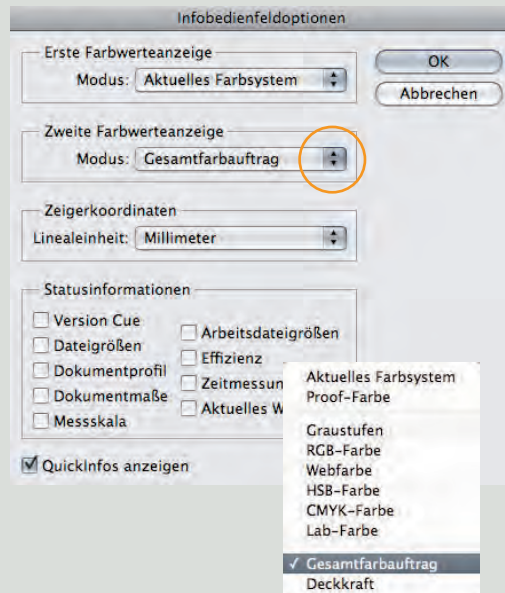 Infobedienfeldoptionen
Erste Farbwerteanzeige
Modus: Aktuelles Farbsystem
OK
Abbrechen
Zweite Farbwerteanzeige
Modus: Gesamtfarbauftrag
Zeigerkoordinaten
Linealeinheit: Millimeter
Statusinformationen
Version Cue
Dateigrößen
Dokumentprofil
Dokumentmaße
Messskala
Arbeitsdateigrößen
Effizienz
Zeitmessun
Aktuelles W
QuickInfos anzeigen
Aktuelles Farbsystem
Proof-Farbe
Graustufen
RGB-Farbe
Webfarbe
HSB-Farbe
CMYK-Farbe
Lab-Farbe
✓ Gesamtfarbauftrag
Deckkraft